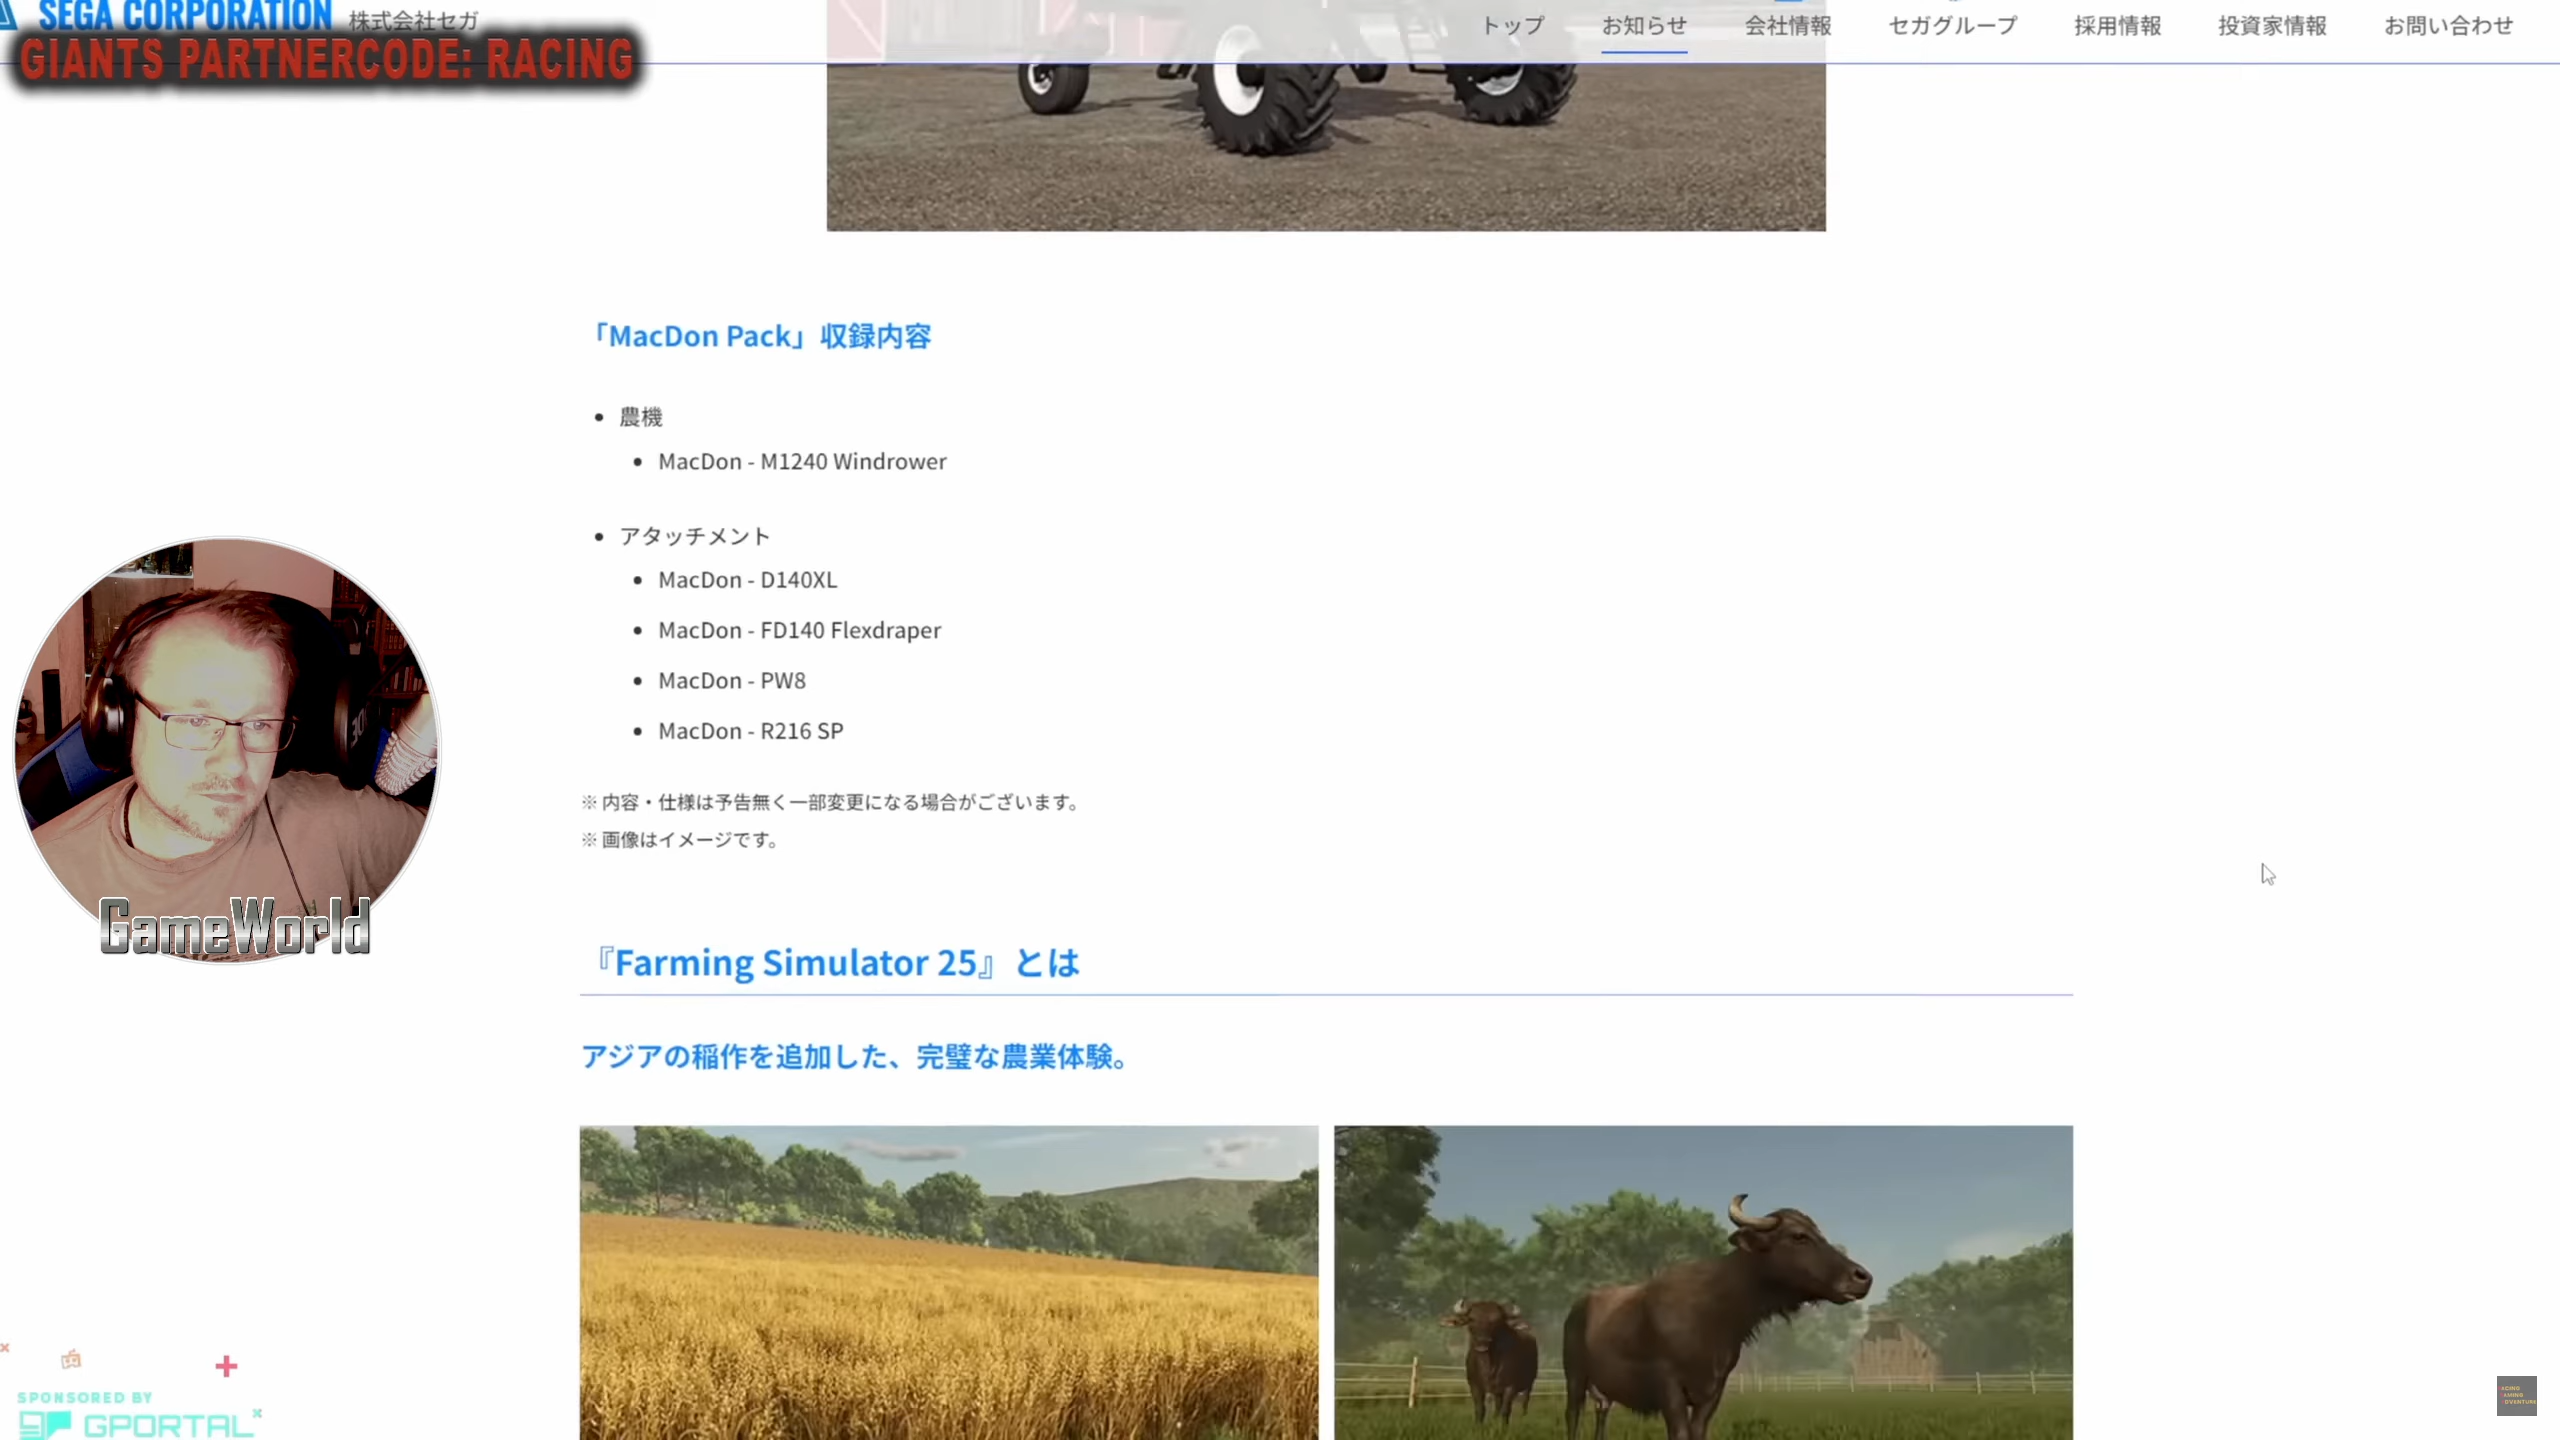 SEGA CORPORATION 株式会社セガ
トップ お知らせ 会社情報 セガグループ 採用情報 投資家情報 お問い合わせ
GIANTS PARTNERCODE: RACING
「MacDon Pack」収録内容
• 農機
• MacDon - M1240 Windrower
• アタッチメント
• MacDon - D140XL
• MacDon - FD140 Flexdraper
• MacDon - PW8
• MacDon - R216 SP
※ 内容・仕様は予告無く一部変更になる場合がございます。
※ 画像はイメージです。
GameWorld
『Farming Simulator 25』とは
アジアの稲作を追加した、完璧な農業体験。
SPONSORED BY
GPORTAL